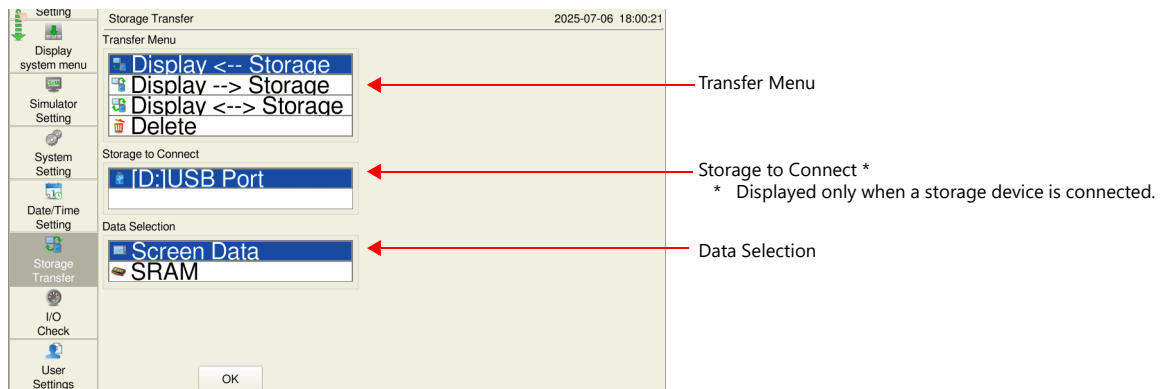 Setting
Display
system menu
Simulator
Setting
System
Setting
Date/Time
Setting
Storage
Transfer
I/O
Check
User
Settings
Storage Transfer 2025-07-06 18:00:21
Transfer Menu
Display <-- Storage
Display --> Storage
Display <--> Storage
Delete
Storage to Connect
[D:]USB Port
Data Selection
Screen Data
SRAM
OK
Transfer Menu
Storage to Connect *
* Displayed only when a storage device is connected.
Data Selection